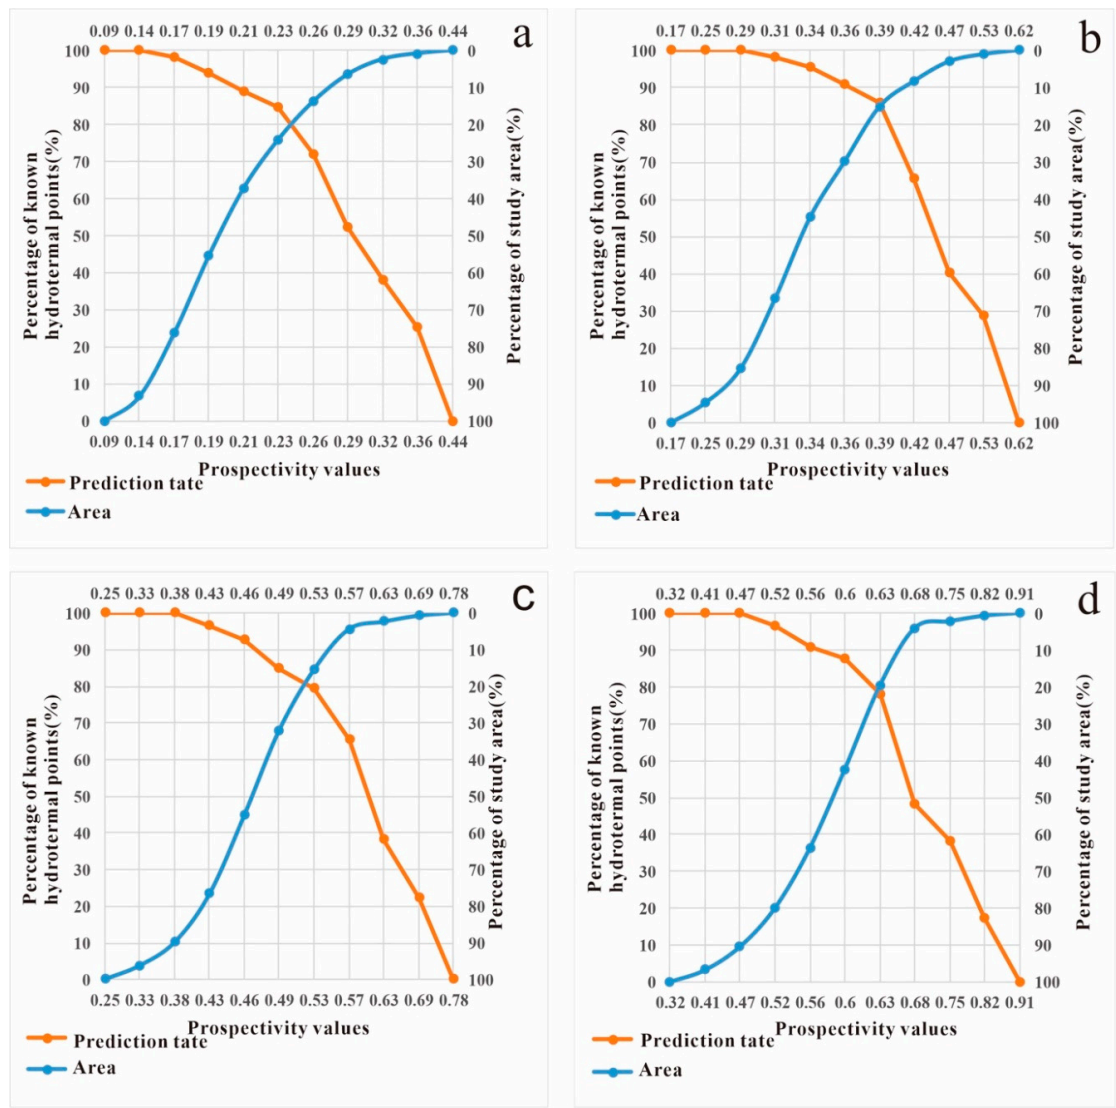 0.09 0.14 0.17 0.19 0.21 0.23 0.26 0.29 0.32 0.36 0.44
a
100 0
90 10
80 20
70 30
60 40
50 50
40 60
30 70
20 80
10 90
0 100
Percentage of known
hydrotermal points(%)
Percentage of study area(%)
0.09 0.14 0.17 0.19 0.21 0.23 0.26 0.29 0.32 0.36 0.44
Prospectivity values
Prediction tate
Area
0.17 0.25 0.29 0.31 0.34 0.36 0.39 0.42 0.47 0.53 0.62
b
100 0
90 10
80 20
70 30
60 40
50 50
40 60
30 70
20 80
10 90
0 100
Percentage of known
hydrotermal points(%)
Percentage of study area(%)
0.17 0.25 0.29 0.31 0.34 0.36 0.39 0.42 0.47 0.53 0.62
Prospectivity values
Prediction tate
Area
0.25 0.33 0.38 0.43 0.46 0.49 0.53 0.57 0.63 0.69 0.78
c
100 0
90 10
80 20
70 30
60 40
50 50
40 60
30 70
20 80
10 90
0 100
Percentage of known
hydrotermal points(%)
Percentage of study area(%)
0.25 0.33 0.38 0.43 0.46 0.49 0.53 0.57 0.63 0.69 0.78
Prospectivity values
Prediction tate
Area
0.32 0.41 0.47 0.52 0.56 0.6 0.63 0.68 0.75 0.82 0.91
d
100 0
90 10
80 20
70 30
60 40
50 50
40 60
30 70
20 80
10 90
0 100
Percentage of known
hydrotermal points(%)
Percentage of study area(%)
0.32 0.41 0.47 0.52 0.56 0.6 0.63 0.68 0.75 0.82 0.91
Prospectivity values
Prediction tate
Area